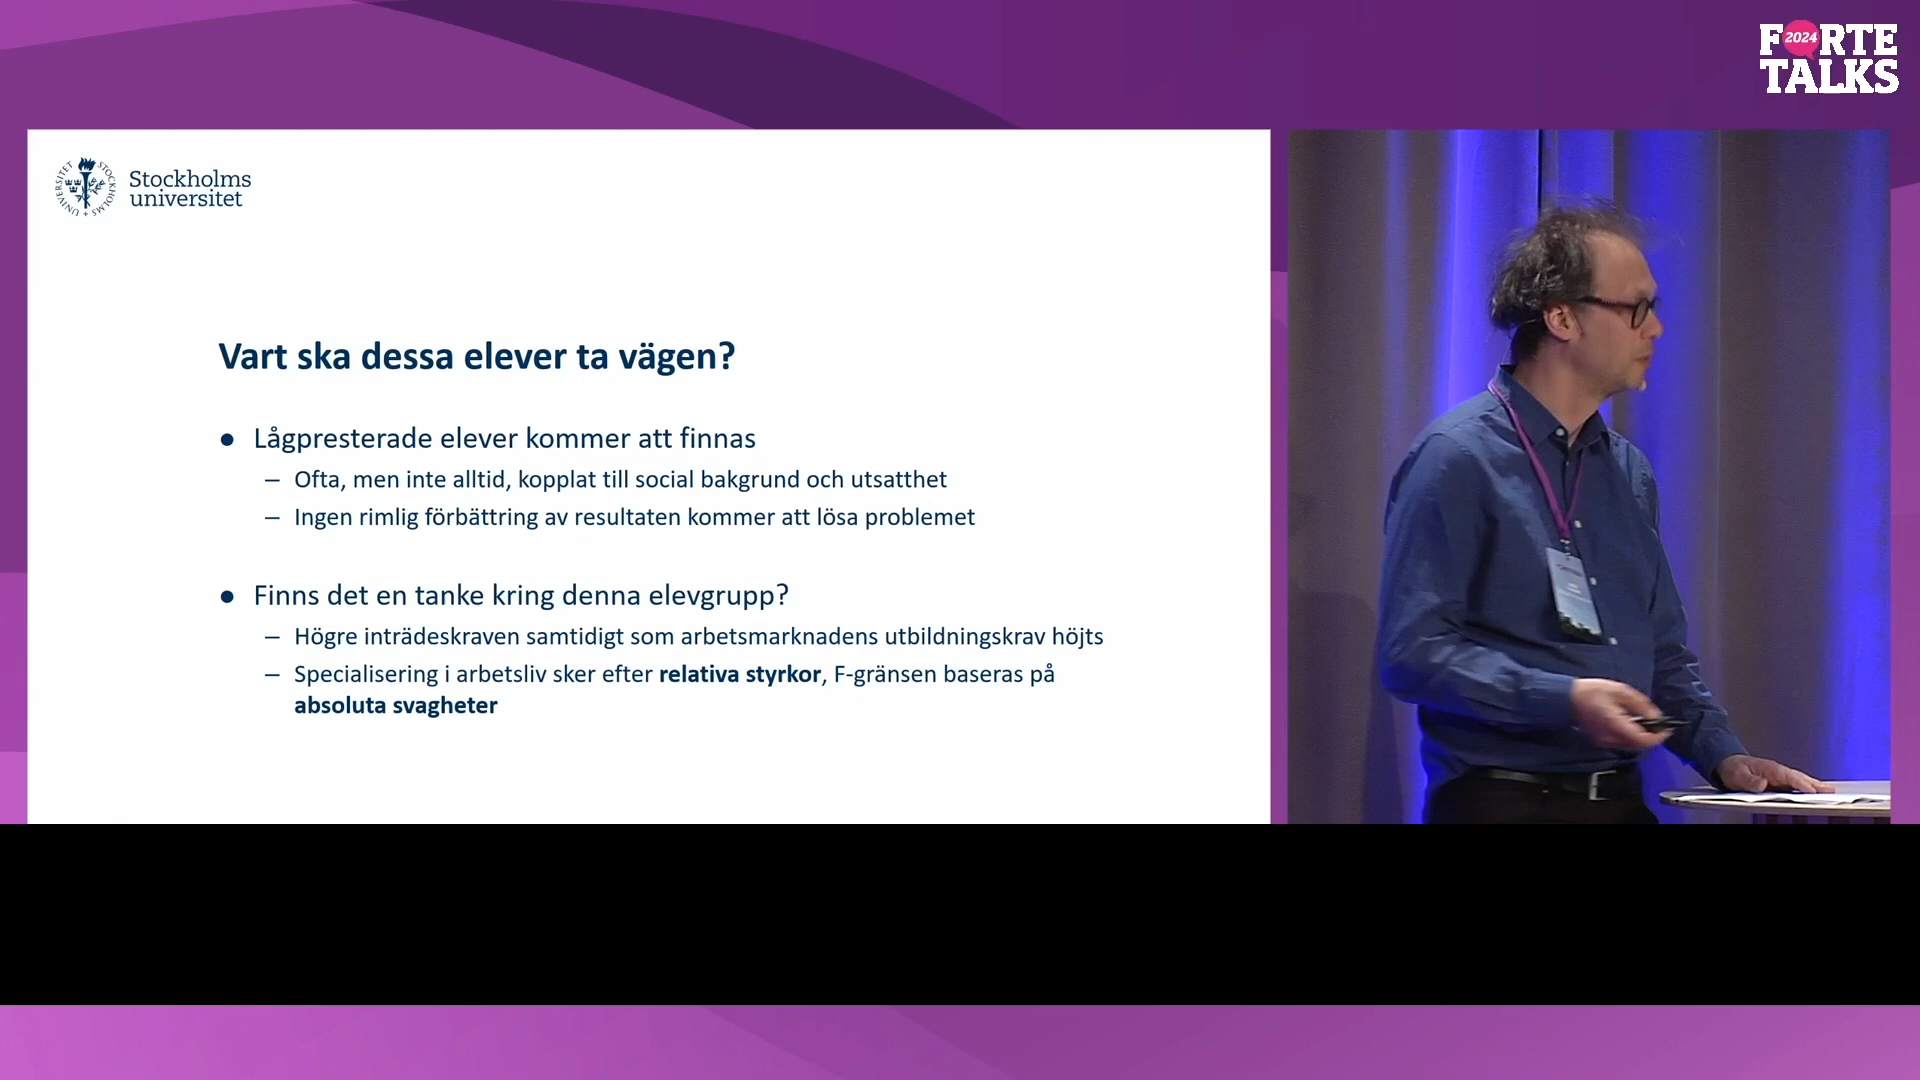 FORTE
2024
TALKS
STOCKHOLMS UNIVERSITET
Stockholms
universitet
Vart ska dessa elever ta vägen?
● Lågpresterade elever kommer att finnas
– Ofta, men inte alltid, kopplat till social bakgrund och utsatthet
– Ingen rimlig förbättring av resultaten kommer att lösa problemet
● Finns det en tanke kring denna elevgrupp?
– Högre inträdeskraven samtidigt som arbetsmarknadens utbildningskrav höjts
– Specialisering i arbetsliv sker efter relativa styrkor, F-gränsen baseras på
absoluta svagheter